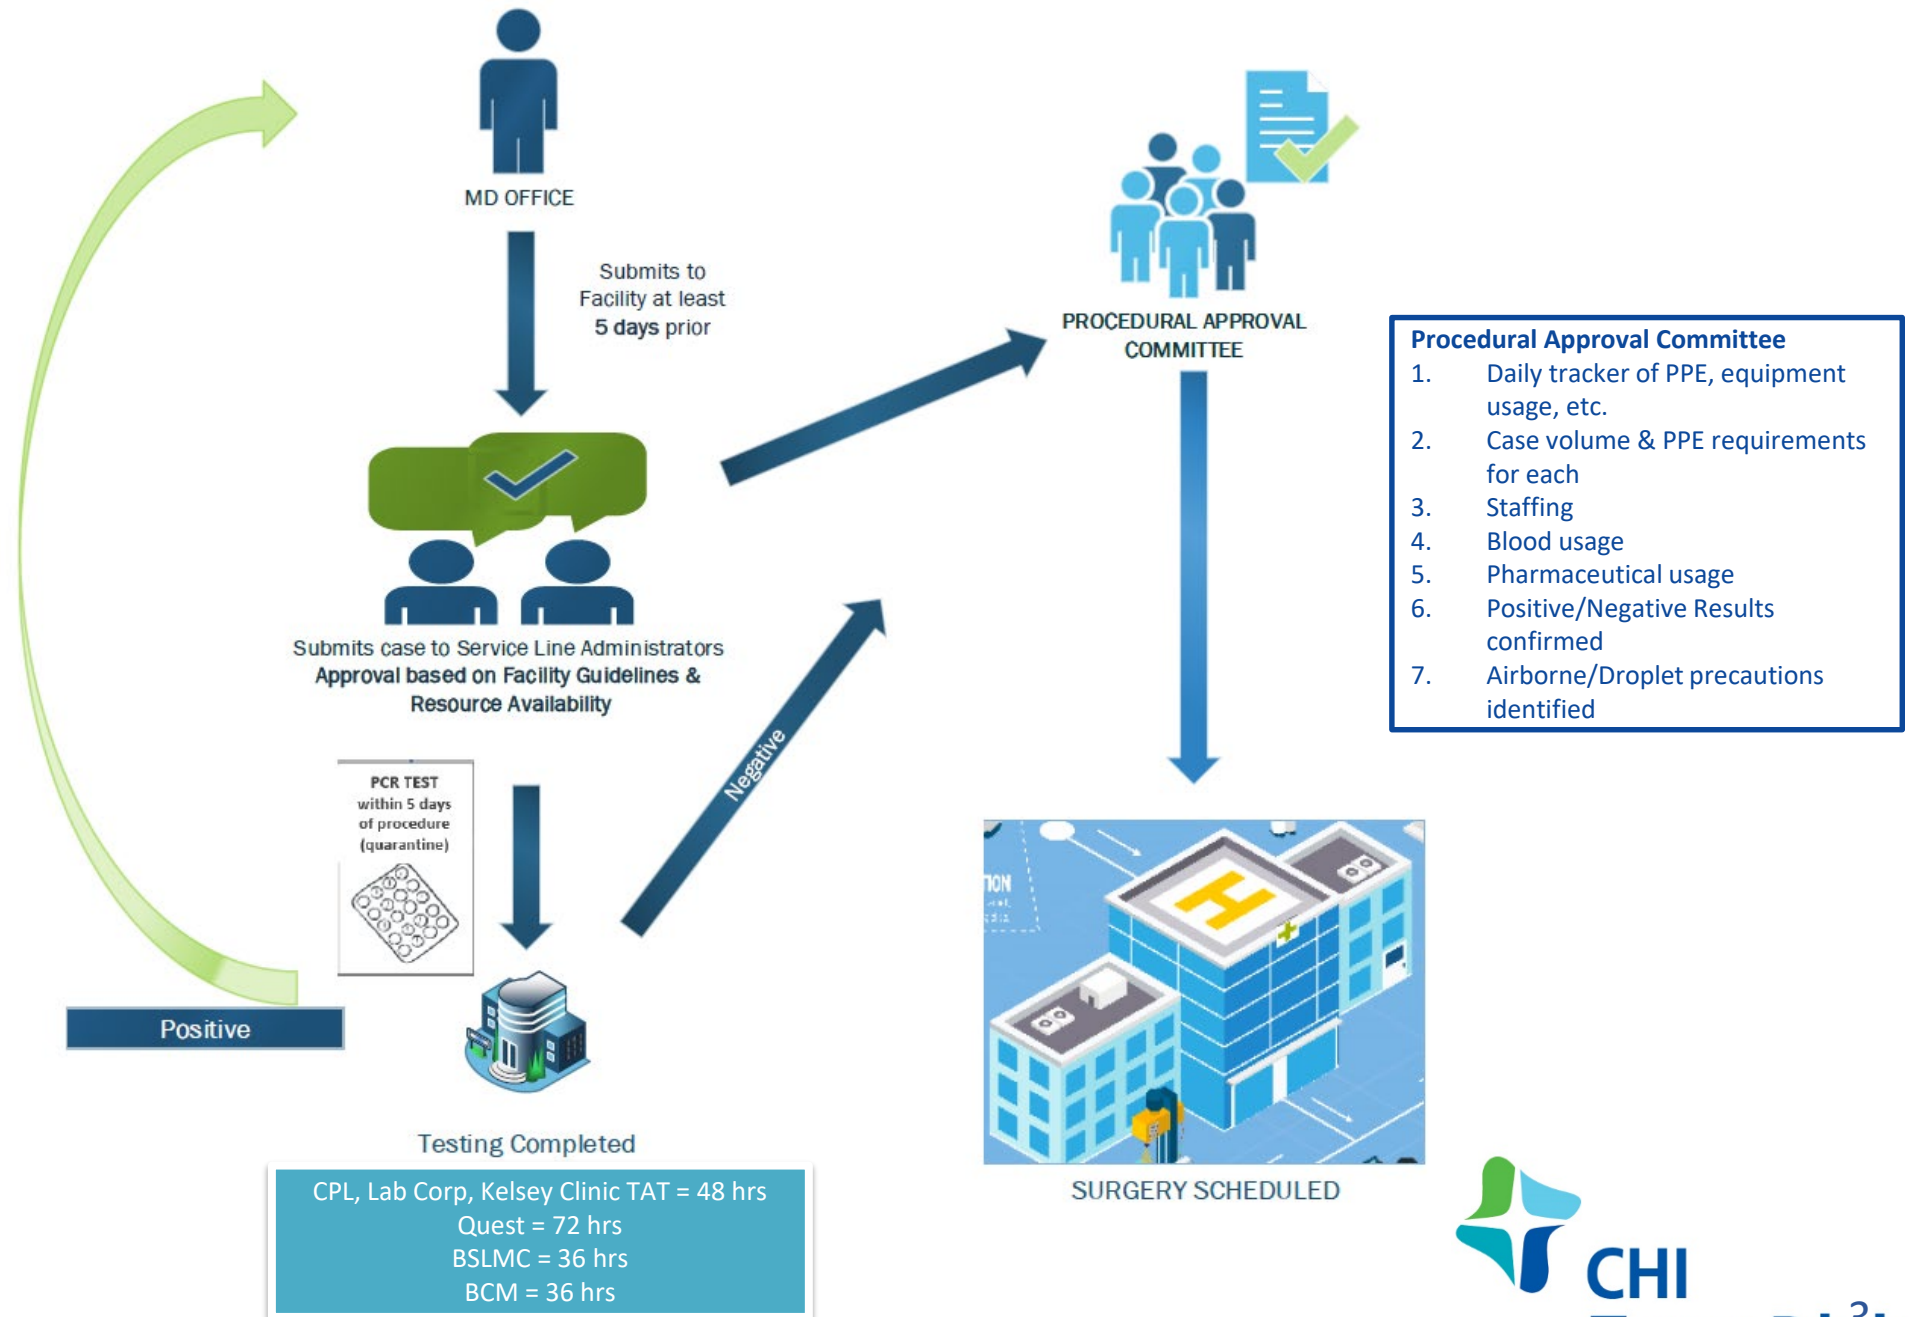 MD OFFICE
Submits to
Facility at least
5 days prior
PROCEDURAL APPROVAL
COMMITTEE
Procedural Approval Committee
1. Daily tracker of PPE, equipment
usage, etc.
2. Case volume & PPE requirements
for each
3. Staffing
4. Blood usage
5. Pharmaceutical usage
6. Positive/Negative Results
confirmed
7. Airborne/Droplet precautions
identified
Submits case to Service Line Administrators
Approval based on Facility Guidelines &
Resource Availability
Negative
PCR TEST
within 5 days
of procedure
(quarantine)
Positive
Testing Completed
CPL, Lab Corp, Kelsey Clinic TAT = 48 hrs
Quest = 72 hrs
BSLMC = 36 hrs
BCM = 36 hrs
H
SURGERY SCHEDULED
CHI
3